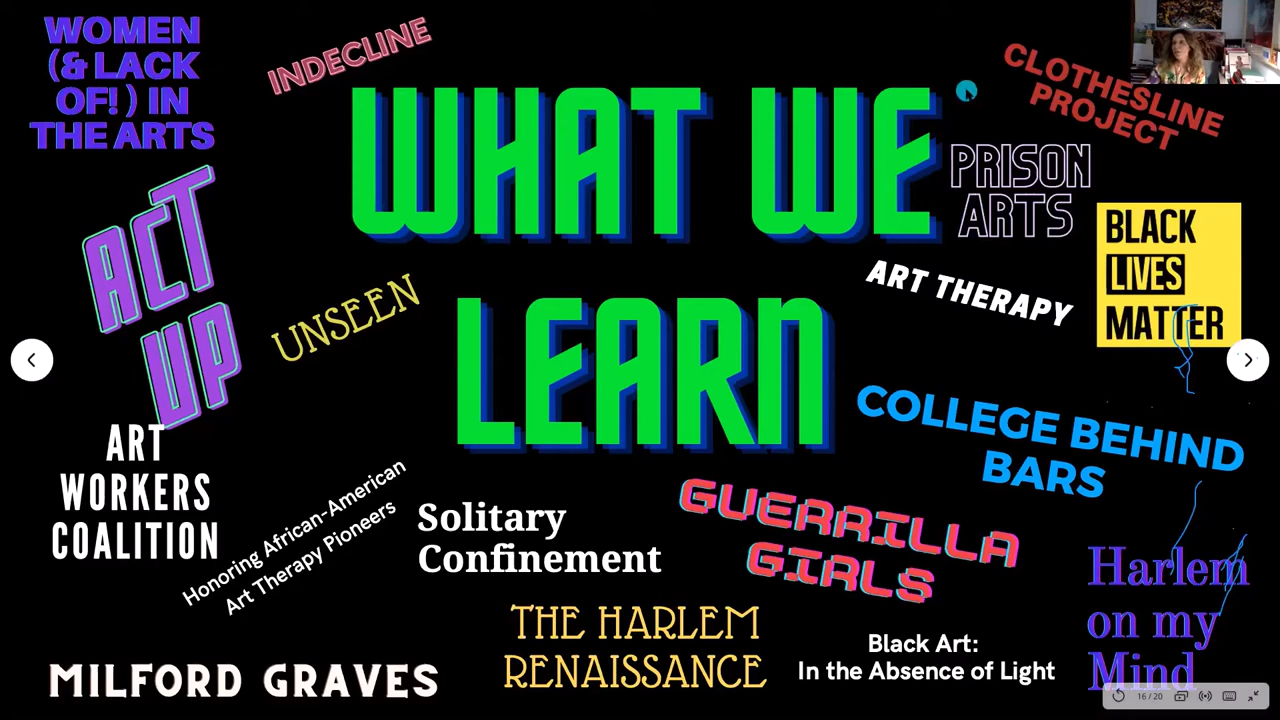 WOMEN
(& LACK
OF! ) IN
THE ARTS
INDECLINE
WHAT WE
LEARN
CLOTHESLINE
PROJECT
PRISON
ARTS
BLACK
LIVES
MATTER
ACT
UP
UNSEEN
ART THERAPY
COLLEGE BEHIND
BARS
ART
WORKERS
COALITION
Honoring African-American
Art Therapy Pioneers
Solitary
Confinement
GUERRILLA
GIRLS
Harlem
on my
Mind
THE HARLEM
RENAISSANCE
Black Art:
In the Absence of Light
MILFORD GRAVES
16 / 20